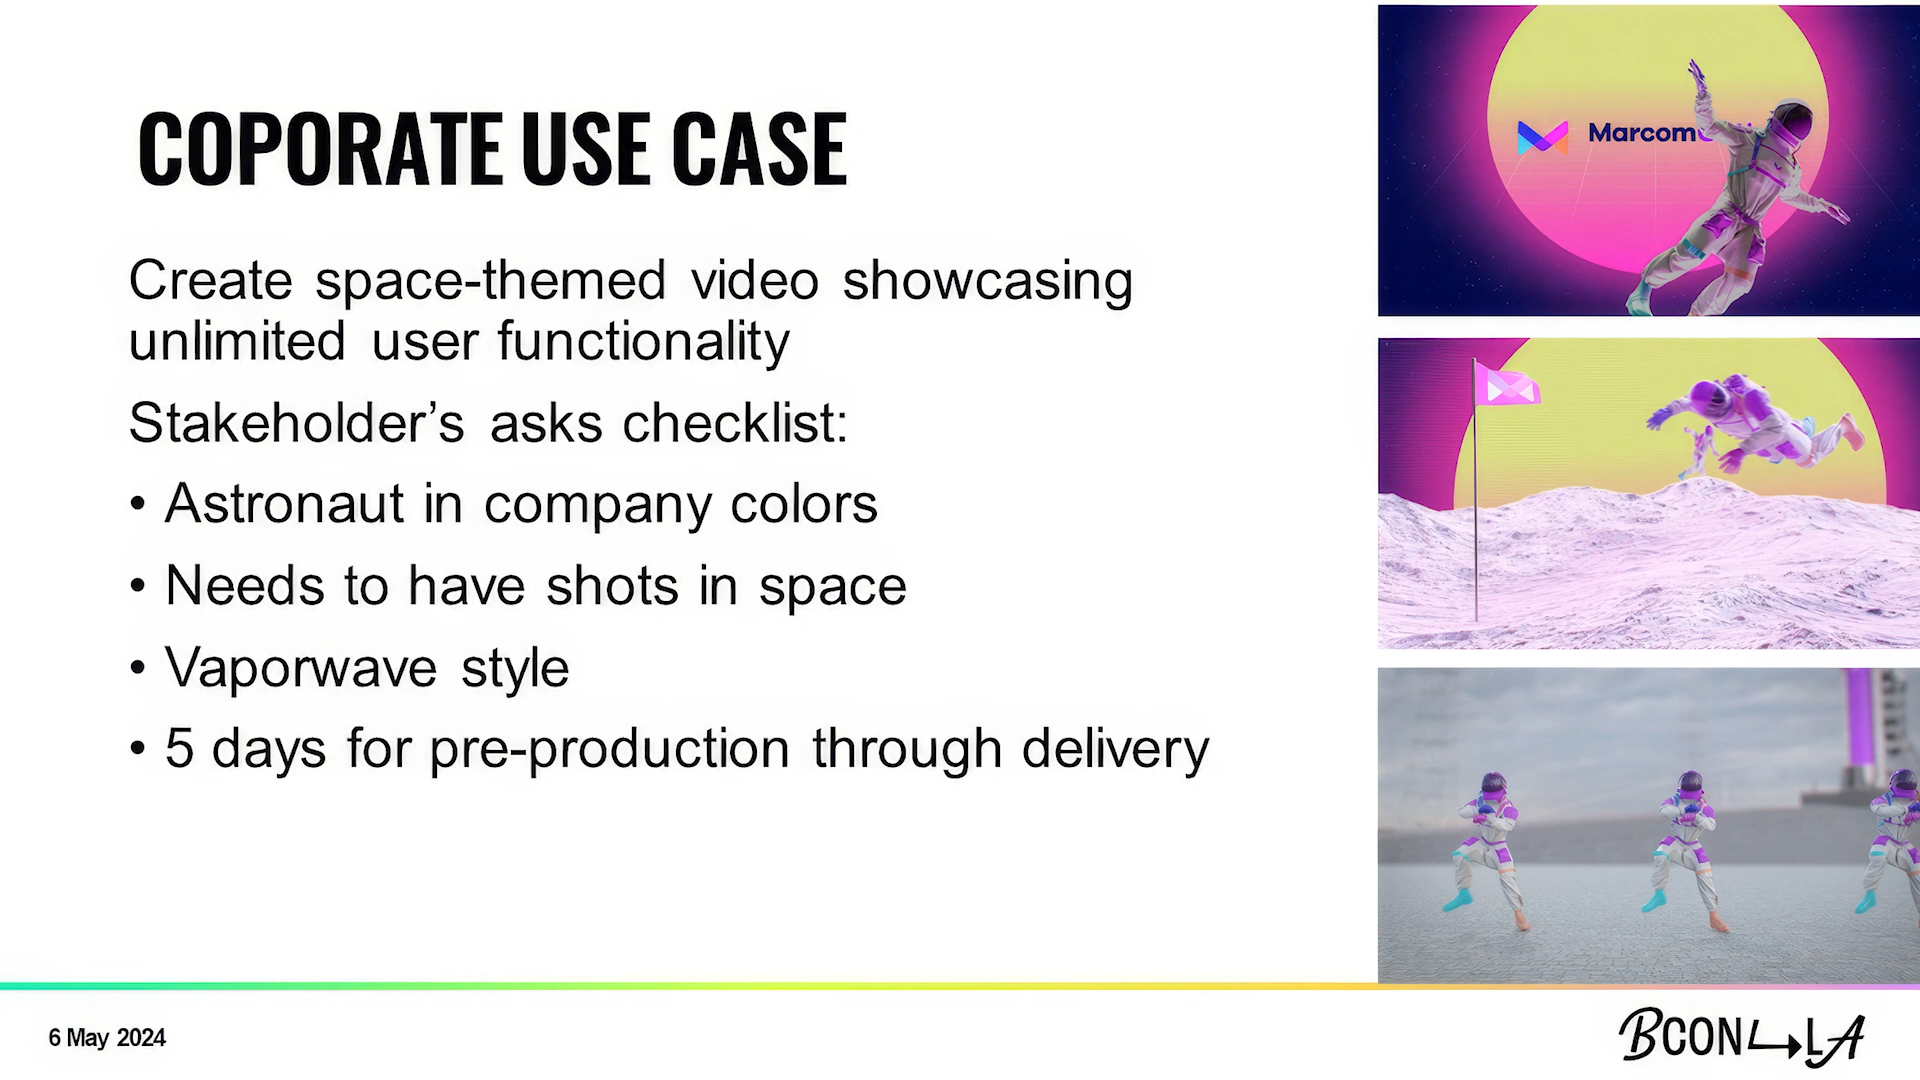 COPORATE USE CASE
Create space-themed video showcasing
unlimited user functionality
Stakeholder’s asks checklist:
• Astronaut in company colors
• Needs to have shots in space
• Vaporwave style
• 5 days for pre-production through delivery
Marcom
6 May 2024
BCON LA